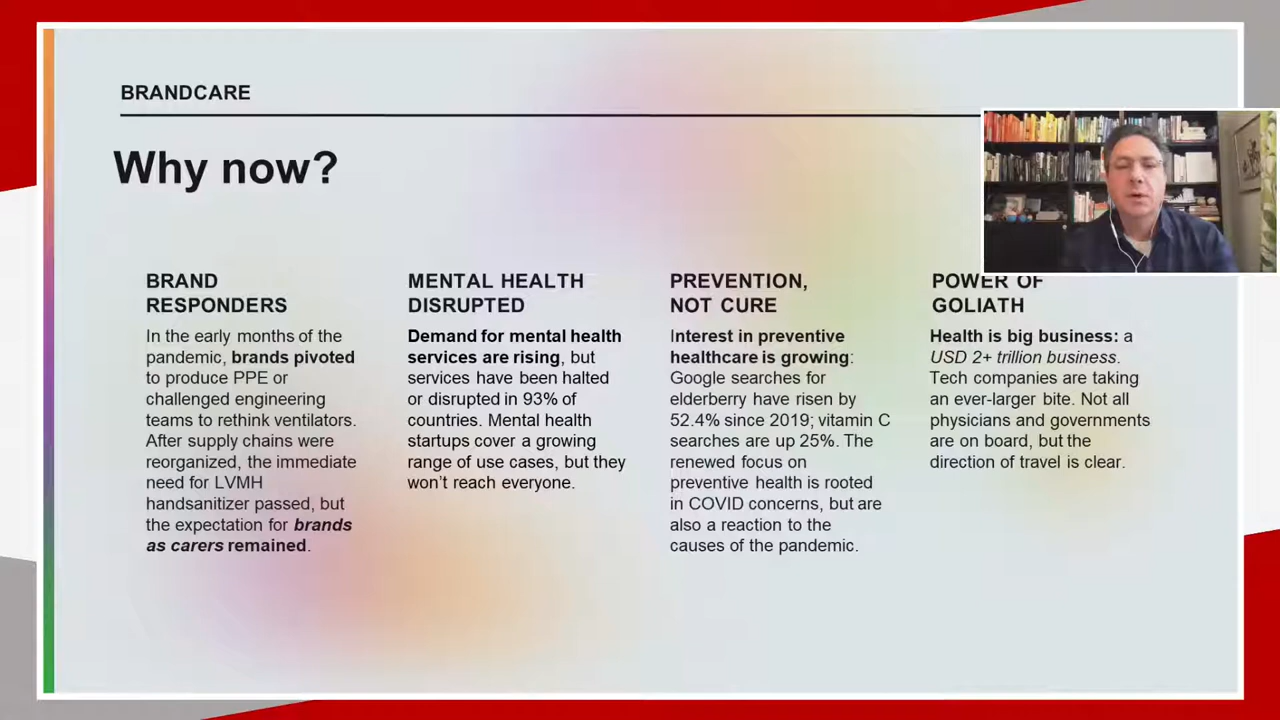 BRANDCARE
Why now?
BRAND
RESPONDERS
In the early months of the
pandemic, brands pivoted
to produce PPE or
challenged engineering
teams to rethink ventilators.
After supply chains were
reorganized, the immediate
need for LVMH
handsanitizer passed, but
the expectation for brands
as carers remained.
MENTAL HEALTH
DISRUPTED
Demand for mental health
services are rising, but
services have been halted
or disrupted in 93% of
countries. Mental health
startups cover a growing
range of use cases, but they
won't reach everyone.
PREVENTION,
NOT CURE
Interest in preventive
healthcare is growing:
Google searches for
elderberry have risen by
52.4% since 2019; vitamin C
searches are up 25%. The
renewed focus on
preventive health is rooted
in COVID concerns, but are
also a reaction to the
causes of the pandemic.
POWER OF
GOLIATH
Health is big business: a
USD 2+ trillion business.
Tech companies are taking
an ever-larger bite. Not all
physicians and governments
are on board, but the
direction of travel is clear.